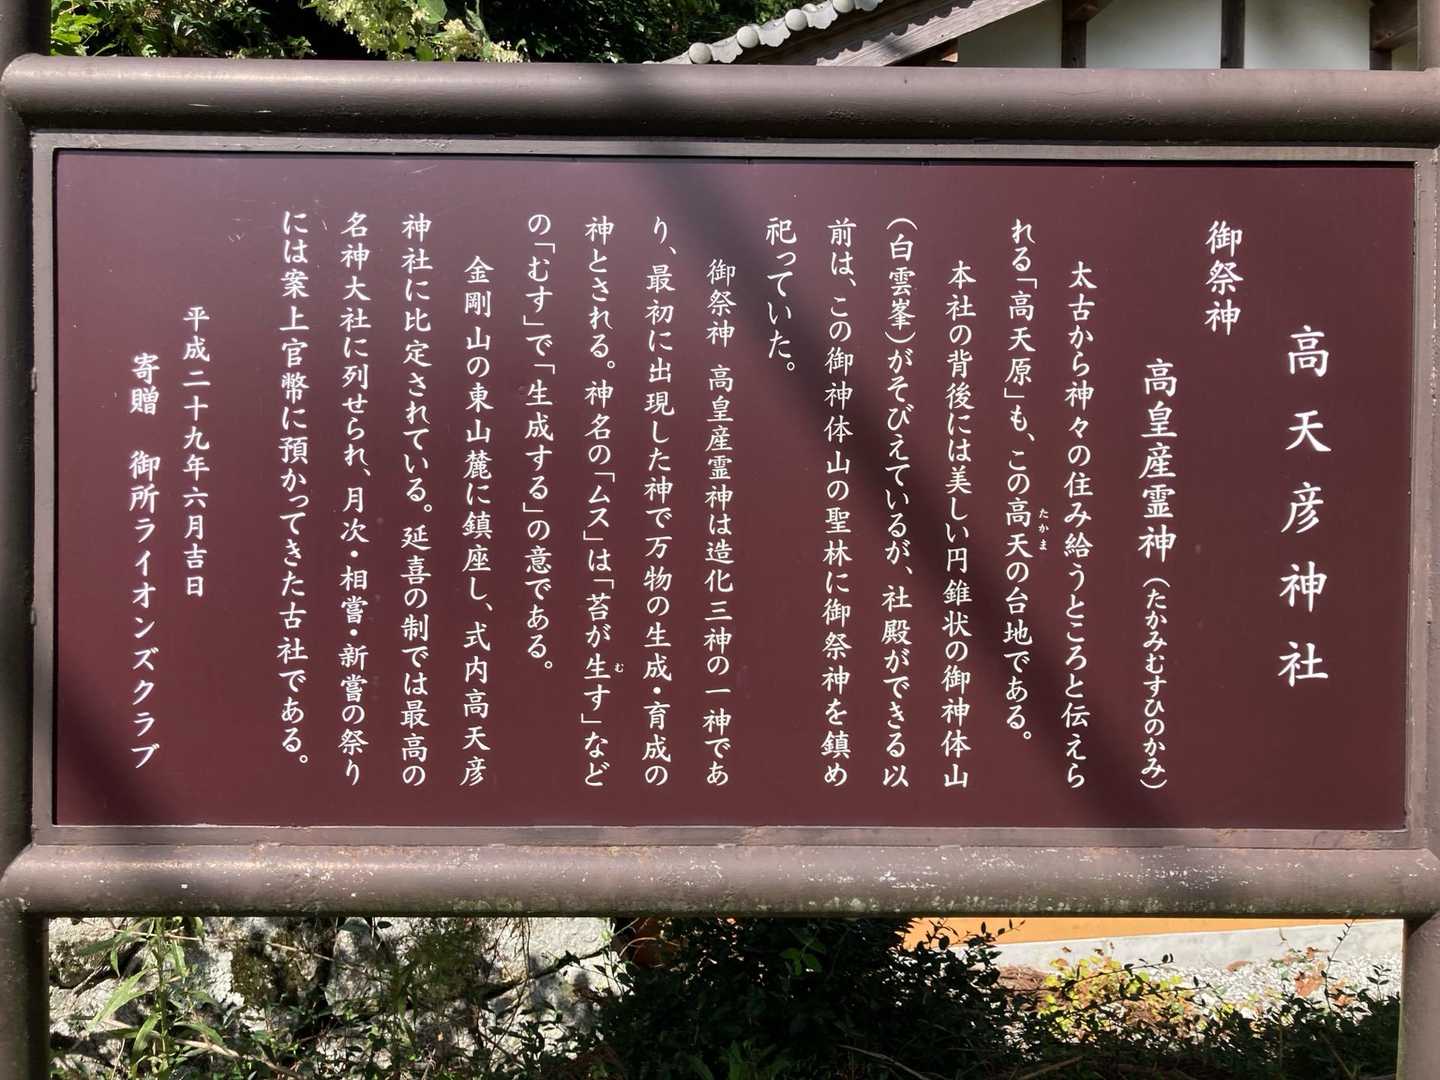 高天彦神社
御祭神
高皇産霊神（たかみむすひのかみ）
太古から神々の住み給うところと伝えら
れる「高天原」も、この高天の台地である。
たかま
本社の背後には美しい円錐状の御神体山
（白雲峯）がそびえているが、社殿ができる以
前は、この御神体山の聖林に御祭神を鎮め
祀っていた。
御祭神　高皇産霊神は造化三神の一神であ
り、最初に出現した神で万物の生成・育成の
神とされる。神名の「ムス」は「苔が生す」など
む
の「むす」で「生成する」の意である。
金剛山の東山麓に鎮座し、式内高天彦
神社に比定されている。延喜の制では最高の
名神大社に列せられ、月次・相嘗・新嘗の祭り
には案上官幣に預かってきた古社である。
平成二十九年六月吉日
寄贈　御所ライオンズクラブ